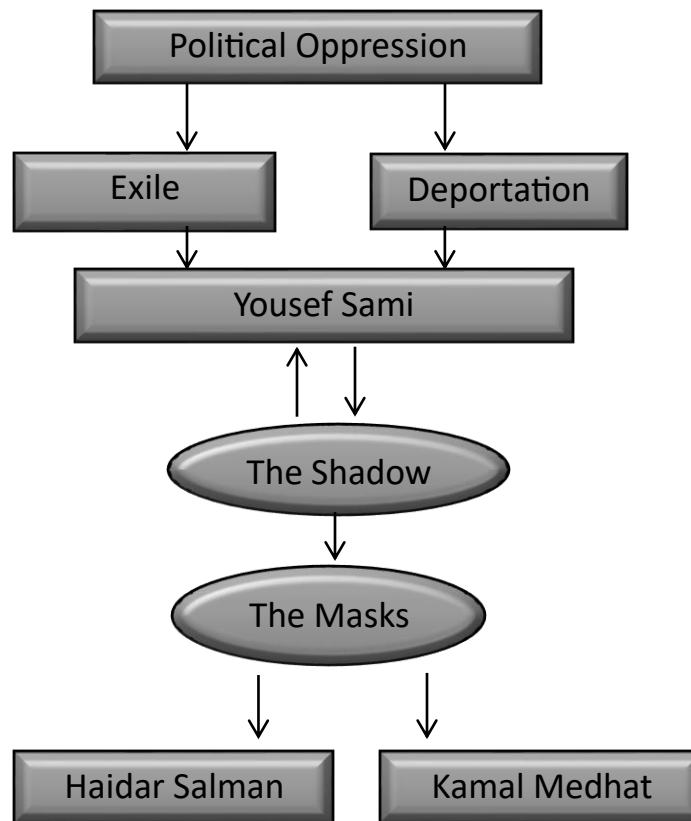 Political Oppression
Exile
Deportation
Yousef Sami
The Shadow
The Masks
Haidar Salman
Kamal Medhat